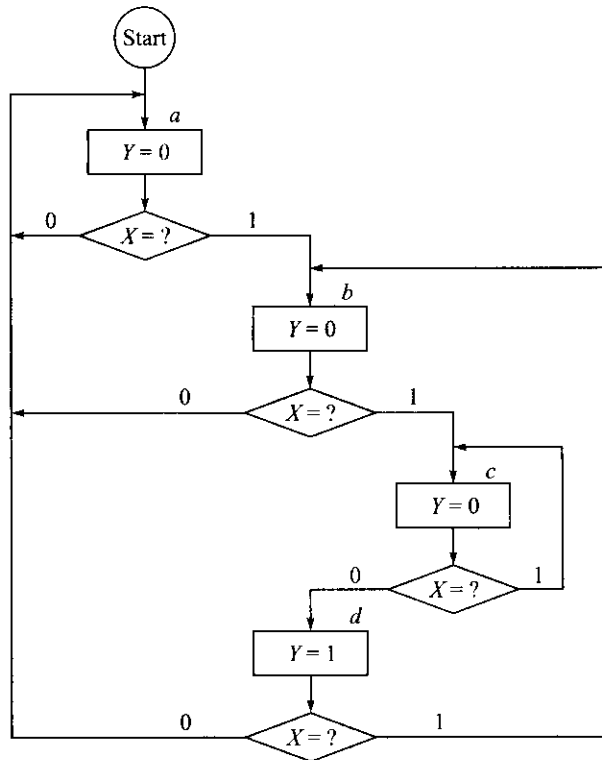 Start
a
Y = 0
0
X = ?
1
b
Y = 0
0
X = ?
1
c
Y = 0
0
X = ?
1
d
Y = 1
0
X = ?
1